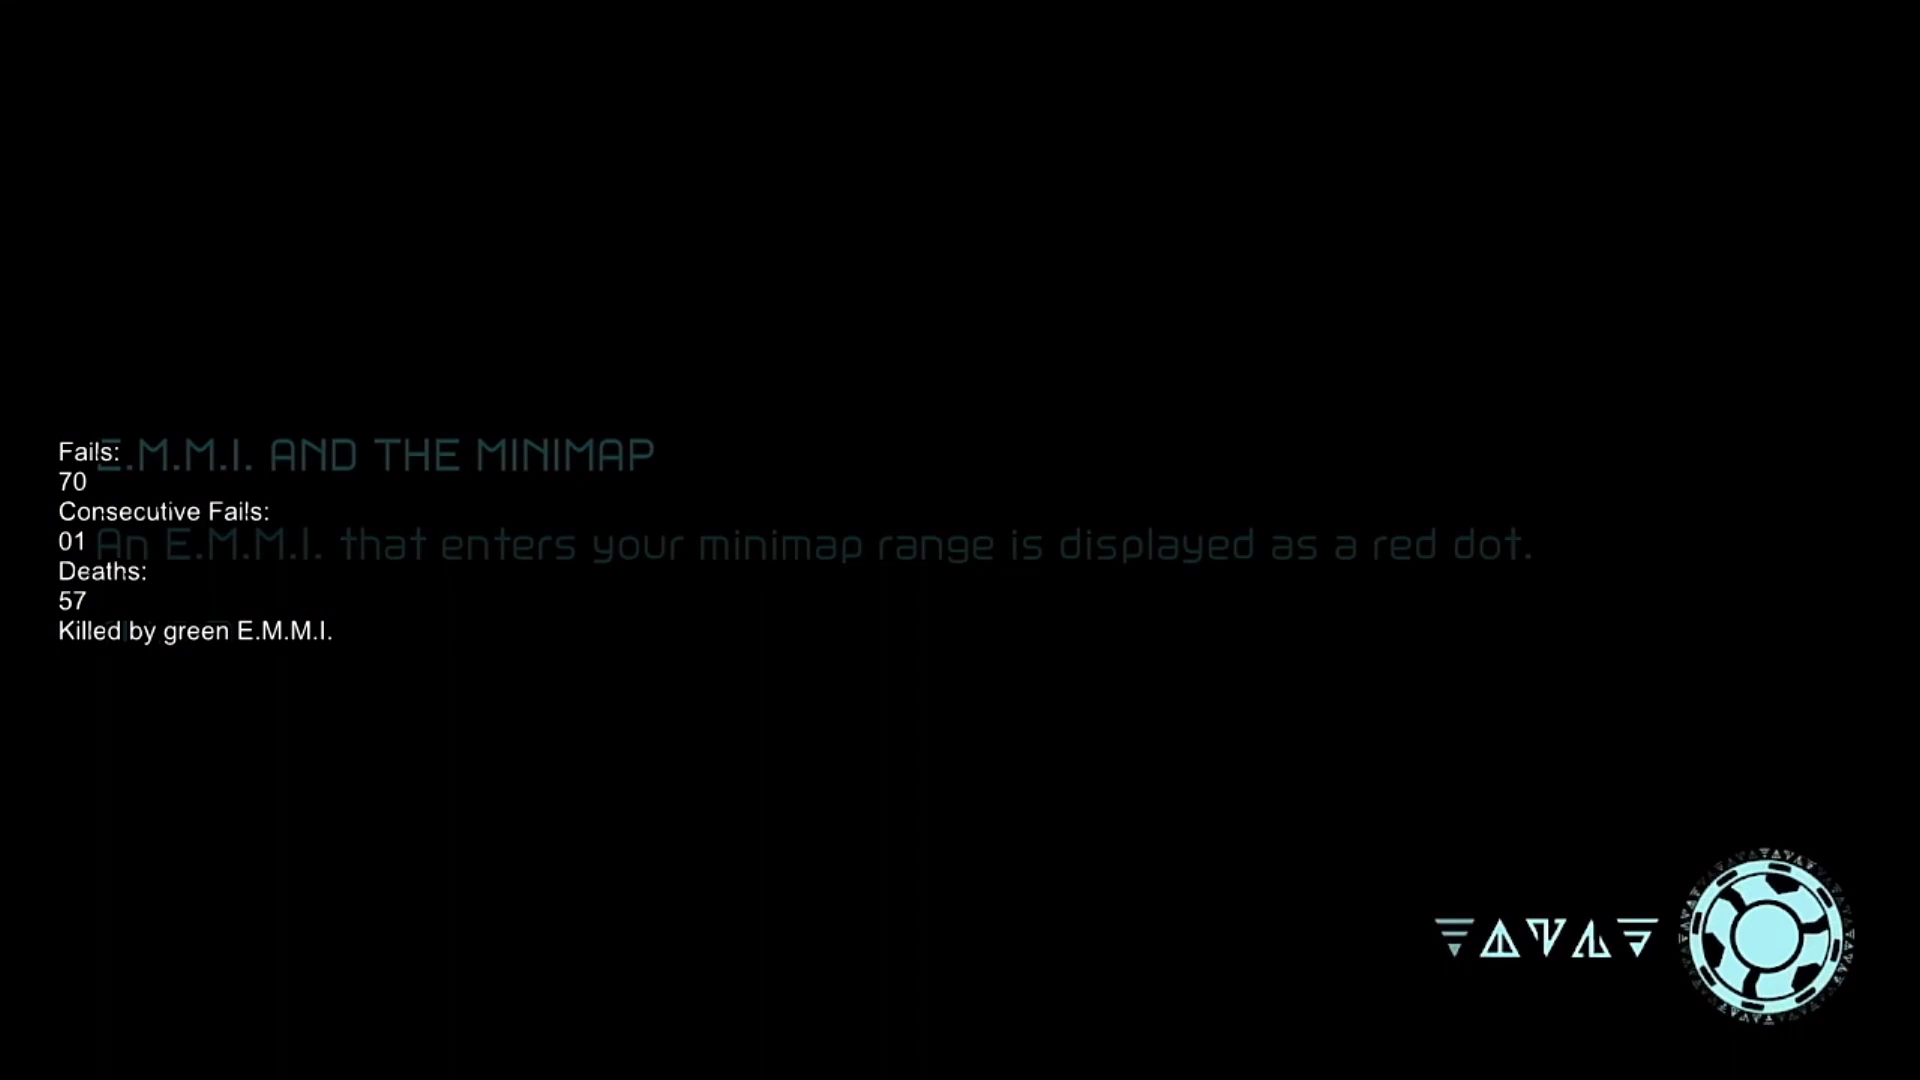 Fails:
E.M.M.I. AND THE MINIMAP
70
Consecutive Fails:
01
An E.M.M.I. that enters your minimap range is displayed as a red dot.
Deaths:
57
Killed by green E.M.M.I.